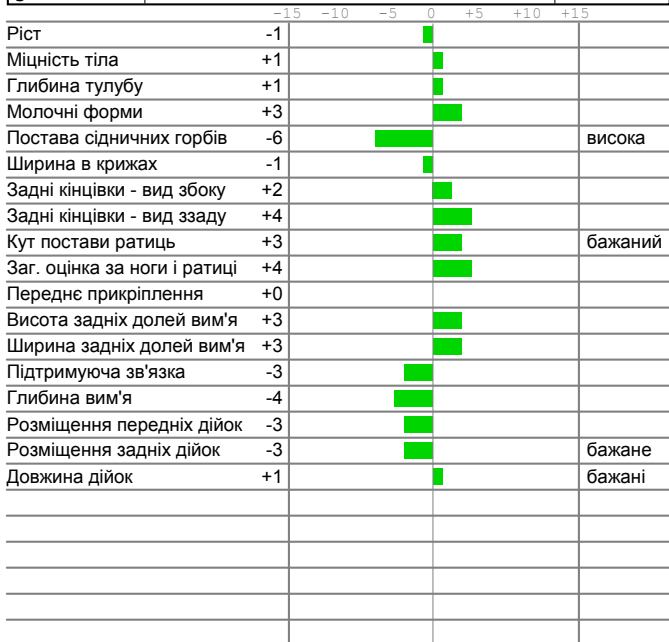 -15 -10 -5 0 +5 +10 +15
Ріст -1
Міцність тіла +1
Глибина тулубу +1
Молочні форми +3
Постава сідничних горбів -6 висока
Ширина в крижах -1
Задні кінцівки - вид збоку +2
Задні кінцівки - вид ззаду +4
Кут постави ратиць +3 бажаний
Заг. оцінка за ноги і ратиці +4
Переднє прикріплення +0
Висота задніх долей вим'я +3
Ширина задніх долей вим'я +3
Підтримуюча зв'язка -3
Глибина вим'я -4
Розміщення передніх дійок -3
Розміщення задніх дійок -3 бажане
Довжина дійок +1 бажані